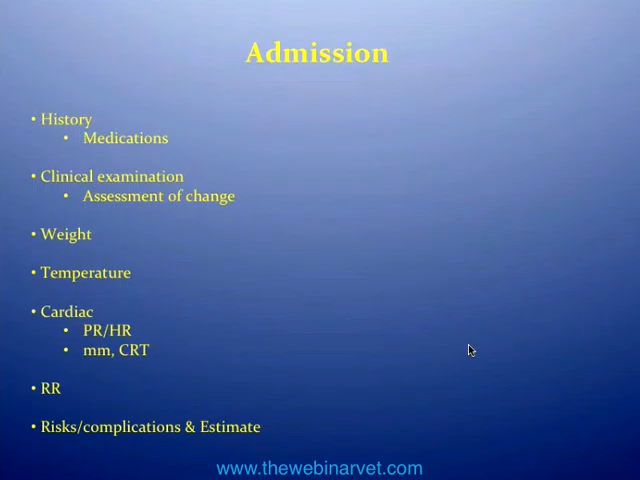 Admission
• History
• Medications
• Clinical examination
• Assessment of change
• Weight
• Temperature
• Cardiac
• PR/HR
• mm, CRT
• RR
• Risks/complications & Estimate
www.thewebinarvet.com